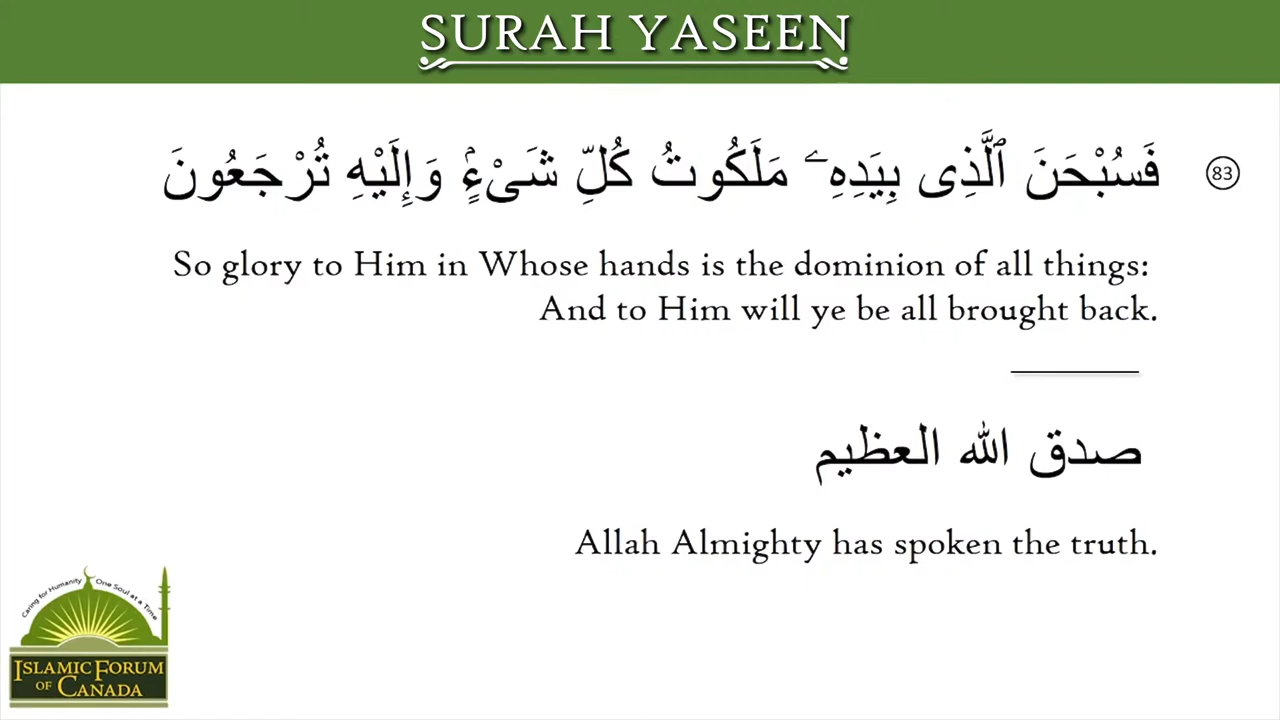 SURAH YASEEN
فَسُبْحَنَ ٱلَّذِى بِيَدِهِۦ مَلَكُوتُ كُلِّ شَىْءٍۢ وَإِلَيْهِ تُرْجَعُونَ 83
So glory to Him in Whose hands is the dominion of all things:
And to Him will ye be all brought back.
صدق الله العظيم
Allah Almighty has spoken the truth.
Caring for Humanity One Soul at a Time
ISLAMIC FORUM
OF CANADA